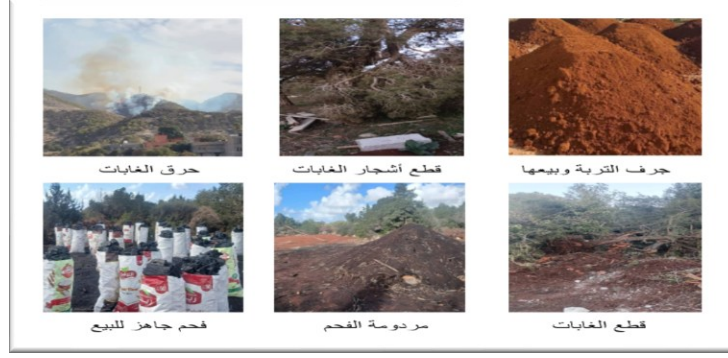 جرف التربة وبيعها
قطع أشجار الغابات
حرق الغابات
قطع الغابات
مردومة الفحم
فحم جاهز للبيع